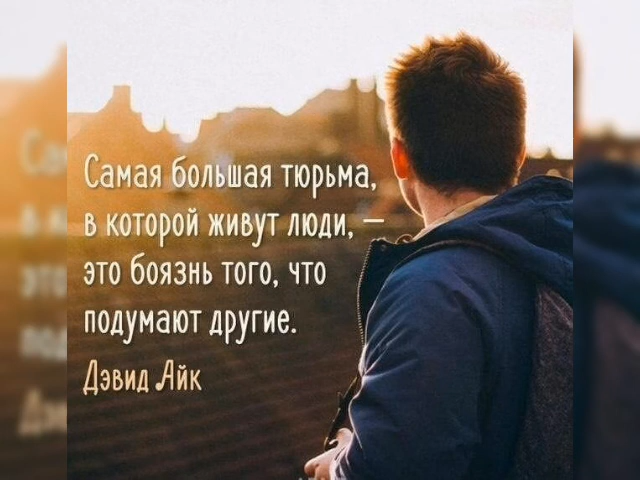 Самая большая тюрьма,
в которой живут люди, –
это боязнь того, что
подумают другие.
Дэвид Айк